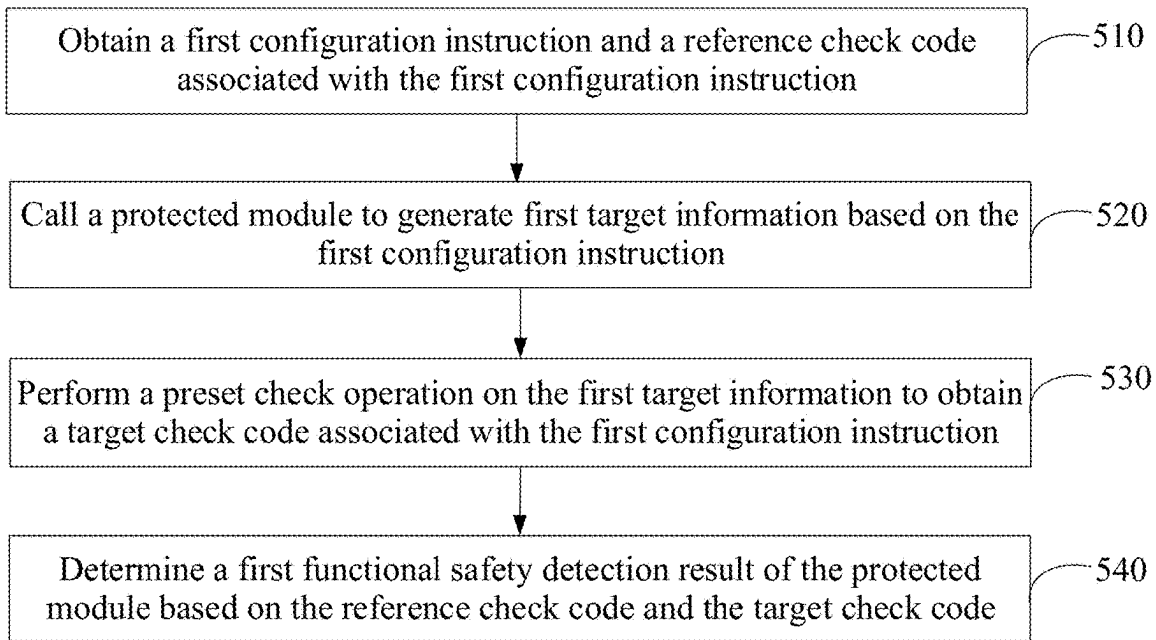 Obtain a first configuration instruction and a reference check code
associated with the first configuration instruction
510
Call a protected module to generate first target information based on the
first configuration instruction
520
Perform a preset check operation on the first target information to obtain
a target check code associated with the first configuration instruction
530
Determine a first functional safety detection result of the protected
module based on the reference check code and the target check code
540